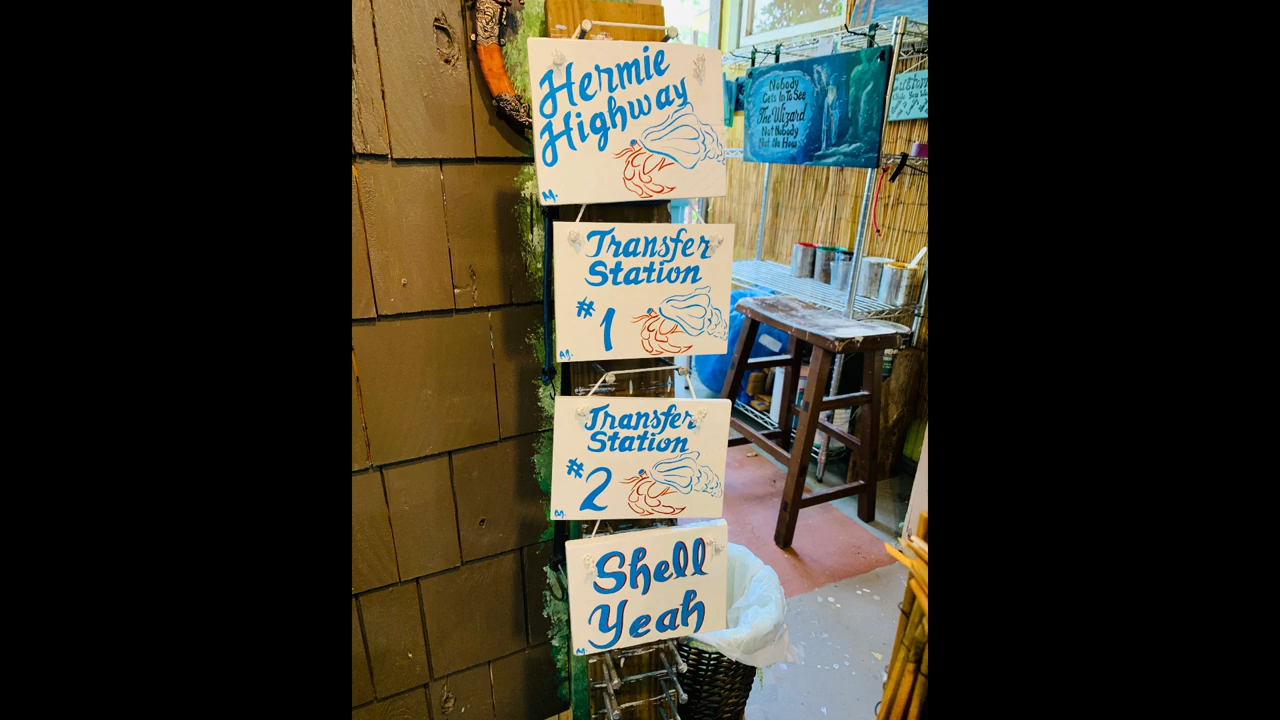 Hermie
Highway
Transfer
Station
#1
Transfer
Station
#2
Shell
Yeah
Nobody
Gets In To See
The Wizard
Not Nobody
Not No How